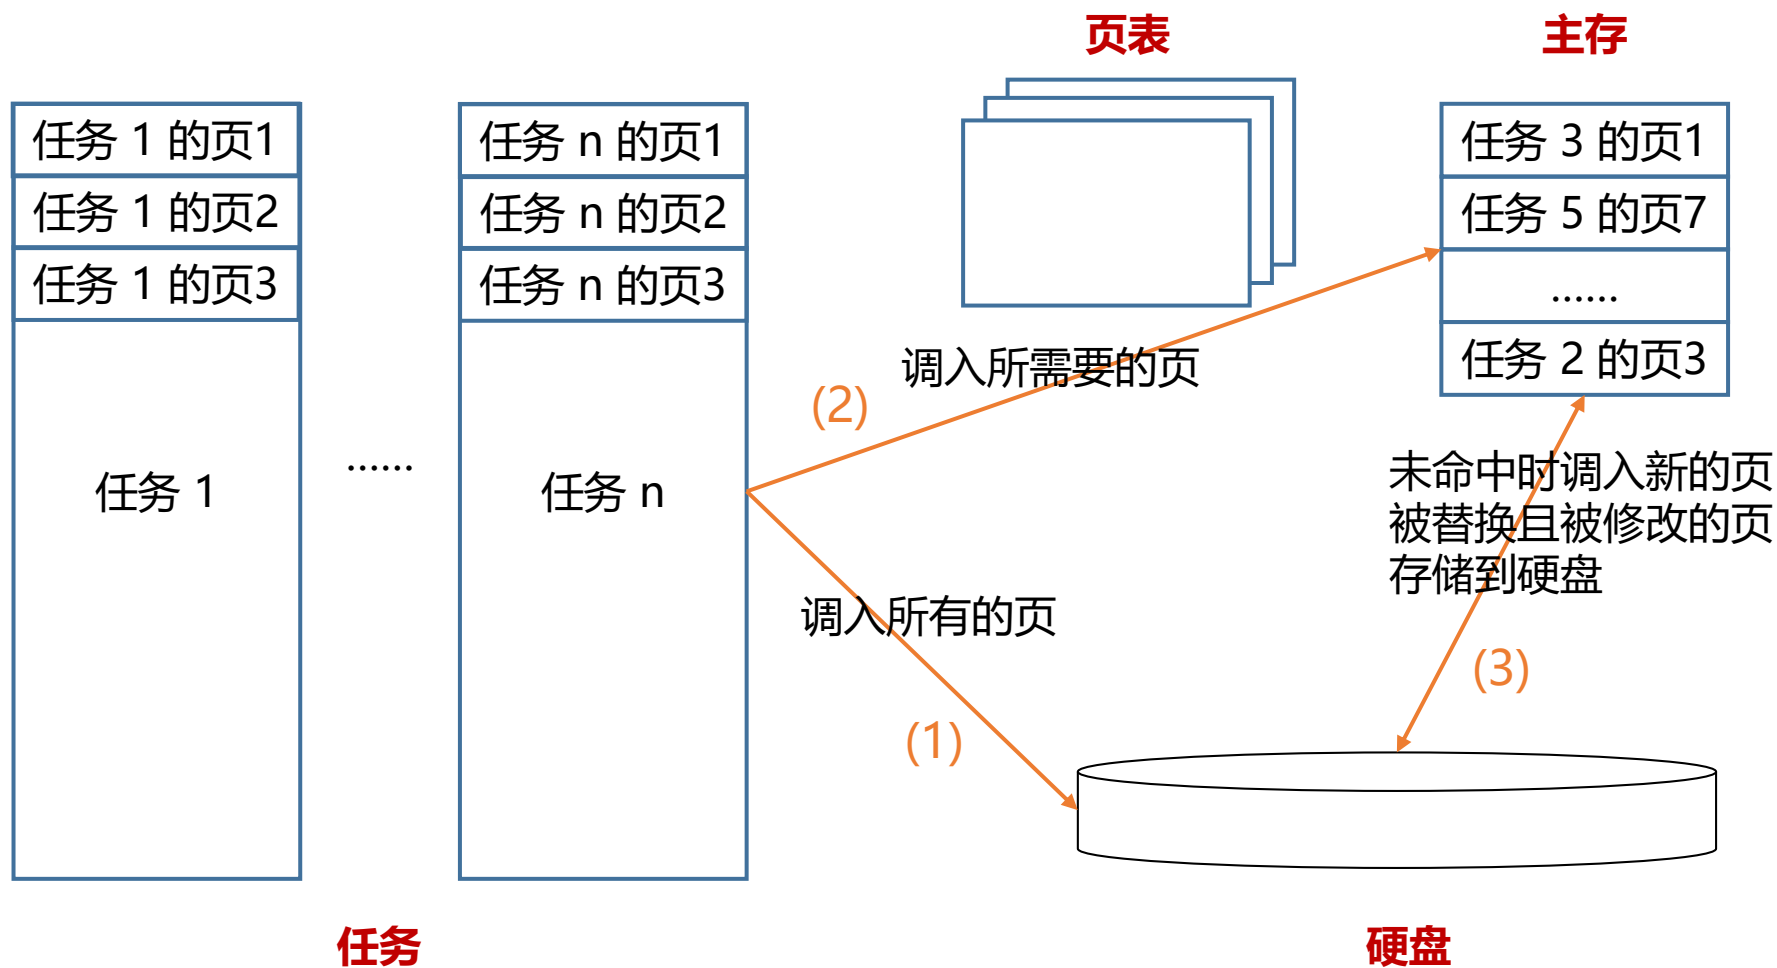 页表
主存
任务 1 的页1
任务 1 的页2
任务 1 的页3
任务 1
......
任务 n 的页1
任务 n 的页2
任务 n 的页3
任务 n
任务 3 的页1
任务 5 的页7
......
任务 2 的页3
调入所需要的页
(2)
未命中时调入新的页
被替换且被修改的页
存储到硬盘
(3)
调入所有的页
(1)
任务
硬盘